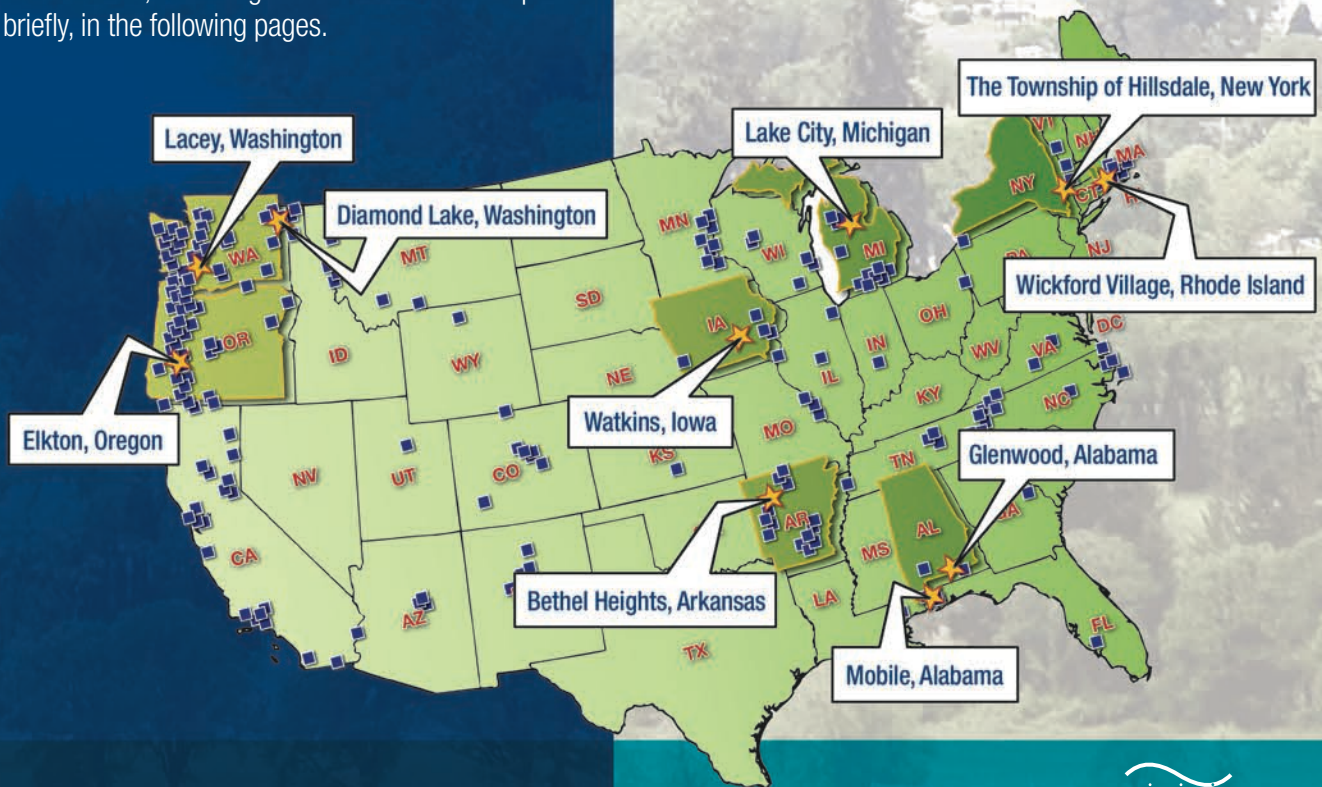 briefly, in the following pages.
The Township of Hillsdale, New York
Lacey, Washington
Lake City, Michigan
Diamond Lake, Washington
Wickford Village, Rhode Island
Elkton, Oregon
Watkins, Iowa
Glenwood, Alabama
Bethel Heights, Arkansas
Mobile, Alabama
WA
MT
MN
WI
MI
NY
VT
NH
MA
CT
NJ
OR
ID
WY
SD
NE
IA
IL
IN
OH
PA
WV
VA
DC
NV
UT
CO
KS
MO
KY
NC
TN
CA
AZ
AR
MS
AL
GA
LA
TX
FL